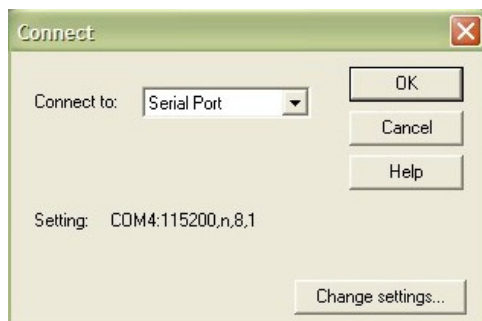 Connect
Connect to: Serial Port
OK
Cancel
Help
Setting: COM4:115200,n,8,1
Change settings...